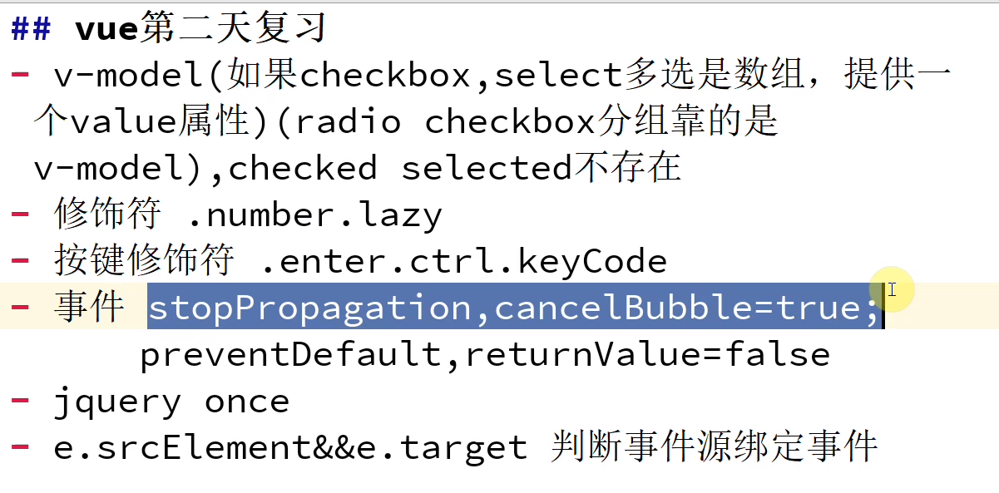 ## vue第二天复习
- v-model(如果checkbox,select多选是数组，提供一
个value属性)(radio checkbox分组靠的是
v-model),checked selected不存在
- 修饰符 .number.lazy
- 按键修饰符 .enter.ctrl.keyCode
- 事件 stopPropagation,cancelBubble=true;
preventDefault,returnValue=false
- jquery once
- e.srcElement&&e.target 判断事件源绑定事件